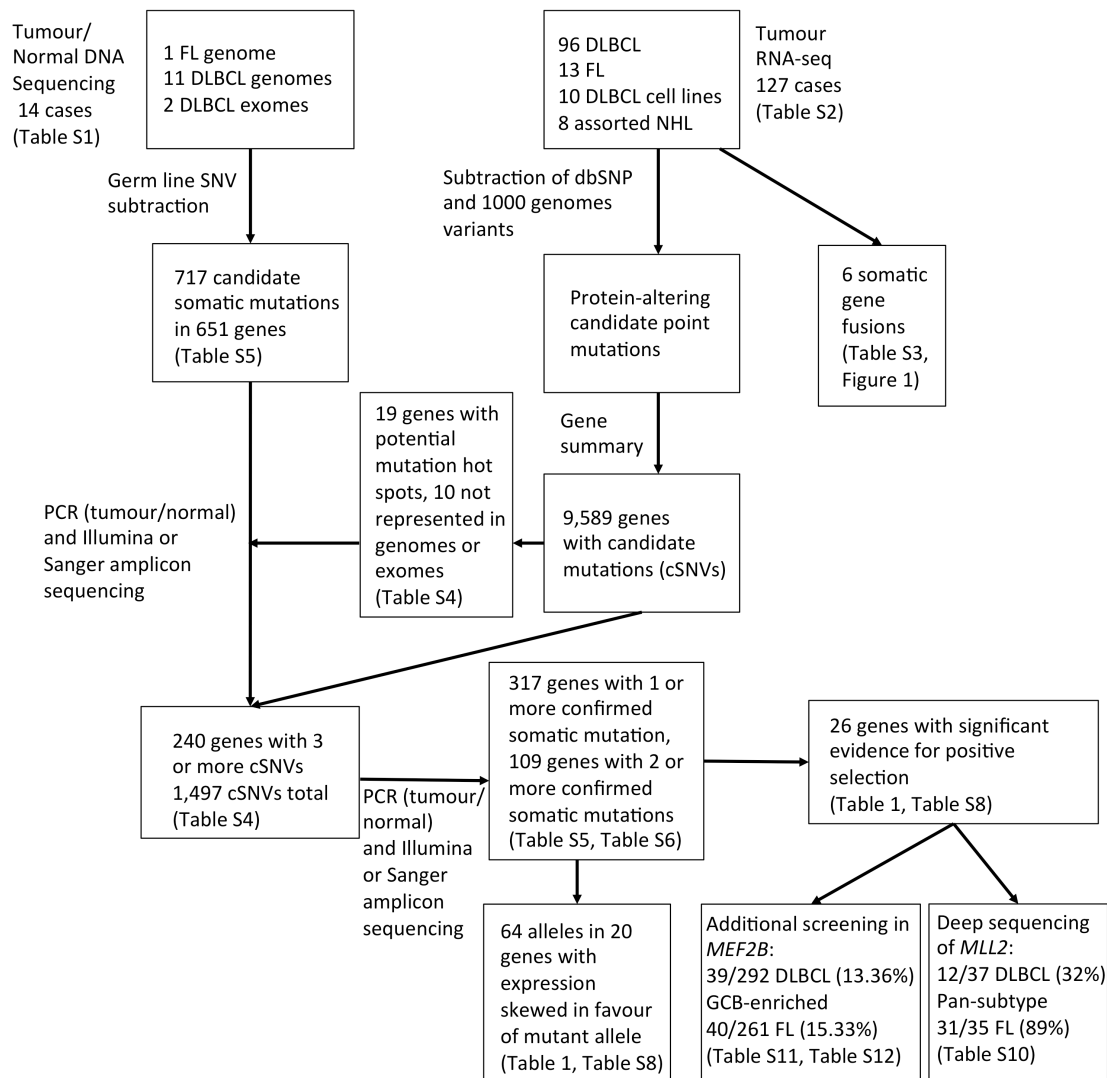 Tumour/
Normal DNA
Sequencing
14 cases
(Table S1)
1 FL genome
11 DLBCL genomes
2 DLBCL exomes
96 DLBCL
13 FL
10 DLBCL cell lines
8 assorted NHL
Tumour
RNA-seq
127 cases
(Table S2)
Germ line SNV
subtraction
Subtraction of dbSNP
and 1000 genomes
variants
717 candidate
somatic mutations
in 651 genes
(Table S5)
Protein-altering
candidate point
mutations
6 somatic
gene
fusions
(Table S3,
Figure 1)
19 genes with
potential
mutation hot
spots, 10 not
represented in
genomes or
exomes
(Table S4)
Gene
summary
PCR (tumour/normal)
and Illumina or
Sanger amplicon
sequencing
9,589 genes
with candidate
mutations (cSNVs)
240 genes with 3
or more cSNVs
1,497 cSNVs total
(Table S4)
PCR (tumour/
normal)
and Illumina
or Sanger
amplicon
sequencing
317 genes with 1 or
more confirmed
somatic mutation,
109 genes with 2 or
more confirmed
somatic mutations
(Table S5, Table S6)
26 genes with significant
evidence for positive
selection
(Table 1, Table S8)
64 alleles in 20
genes with
expression
skewed in favour
of mutant allele
(Table 1, Table S8)
Additional screening in
MEF2B:
39/292 DLBCL (13.36%)
GCB-enriched
40/261 FL (15.33%)
(Table S11, Table S12)
Deep sequencing
of MLL2:
12/37 DLBCL (32%)
Pan-subtype
31/35 FL (89%)
(Table S10)